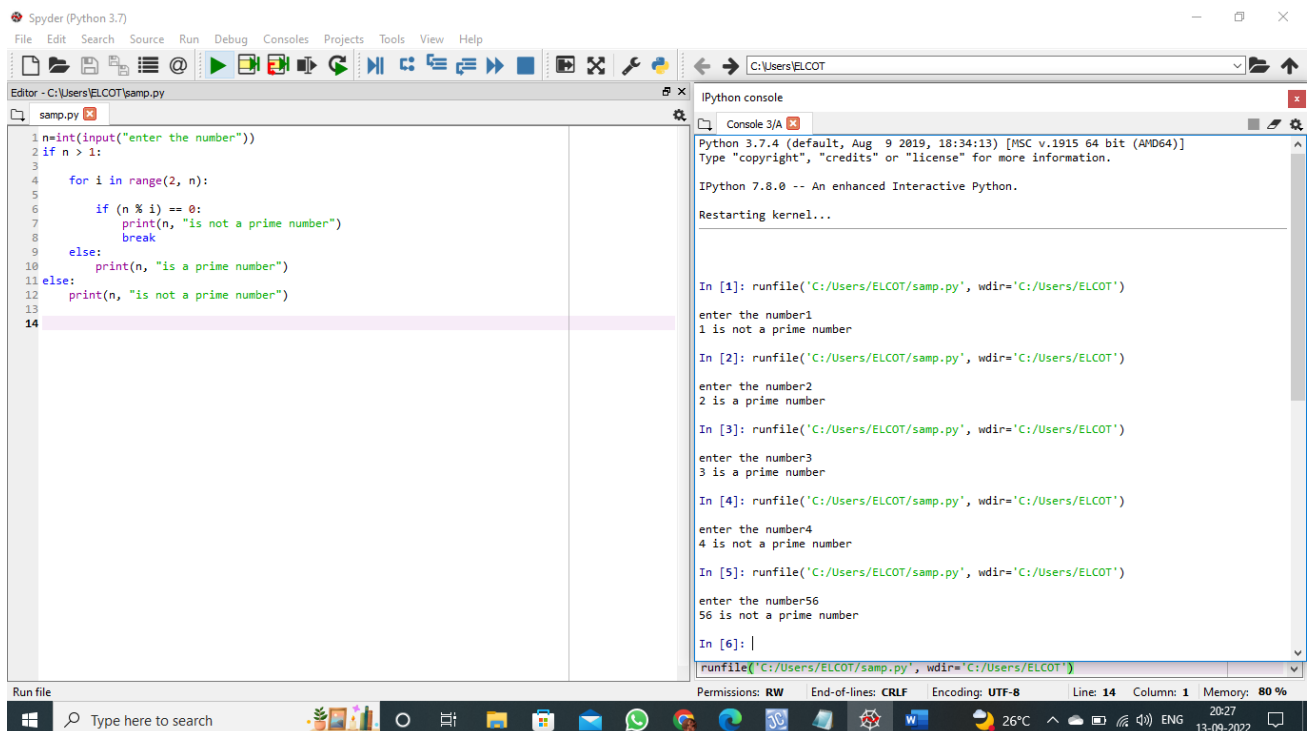 Spyder (Python 3.7)
File Edit Search Source Run Debug Consoles Projects Tools View Help
C:\Users\ELCOT
Editor - C:\Users\ELCOT\samp.py
samp.py
1 n=int(input("enter the number"))
2 if n > 1:
3
4     for i in range(2, n):
5
6         if (n % i) == 0:
7             print(n, "is not a prime number")
8             break
9     else:
10         print(n, "is a prime number")
11 else:
12     print(n, "is not a prime number")
13
14
IPython console
Console 3/A
Python 3.7.4 (default, Aug  9 2019, 18:34:13) [MSC v.1915 64 bit (AMD64)]
Type "copyright", "credits" or "license" for more information.
IPython 7.8.0 -- An enhanced Interactive Python.
Restarting kernel...
In [1]: runfile('C:/Users/ELCOT/samp.py', wdir='C:/Users/ELCOT')
enter the number1
1 is not a prime number
In [2]: runfile('C:/Users/ELCOT/samp.py', wdir='C:/Users/ELCOT')
enter the number2
2 is a prime number
In [3]: runfile('C:/Users/ELCOT/samp.py', wdir='C:/Users/ELCOT')
enter the number3
3 is a prime number
In [4]: runfile('C:/Users/ELCOT/samp.py', wdir='C:/Users/ELCOT')
enter the number4
4 is not a prime number
In [5]: runfile('C:/Users/ELCOT/samp.py', wdir='C:/Users/ELCOT')
enter the number56
56 is not a prime number
In [6]:
runfile('C:/Users/ELCOT/samp.py', wdir='C:/Users/ELCOT')
Run file
Permissions: RW End-of-lines: CRLF Encoding: UTF-8 Line: 14 Column: 1 Memory: 80 %
Type here to search
26°C ENG
20:27
13-09-2022